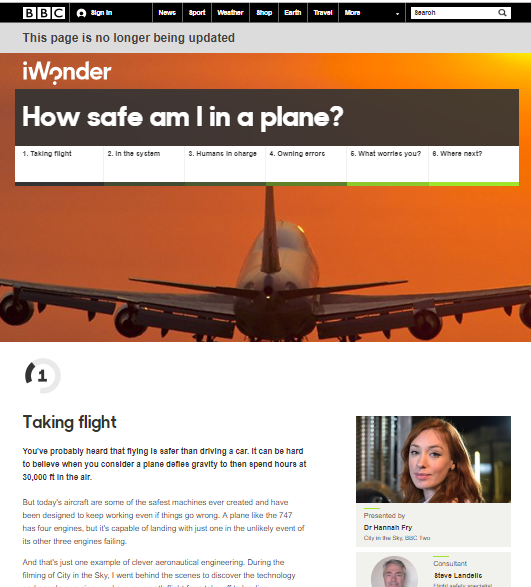 BBC Sign In News Sport Weather Shop Earth Travel More Search
This page is no longer being updated
iWonder
How safe am I in a plane?
1. Taking flight 2. In the system 3. Humans in charge 4. Owning errors 5. What worries you? 6. Where next?
1
Taking flight
You've probably heard that flying is safer than driving a car. It can be hard
to believe when you consider a plane defies gravity to then spend hours at
30,000 ft in the air.
But today's aircraft are some of the safest machines ever created and have
been designed to keep working even if things go wrong. A plane like the 747
has four engines, but it's capable of landing with just one in the unlikely event of
its other three engines failing.
And that's just one example of clever aeronautical engineering. During the
filming of City in the Sky, I went behind the scenes to discover the technology
Presented by
Dr Hannah Fry
City in the Sky, BBC Two
Consultant
Steve Landells